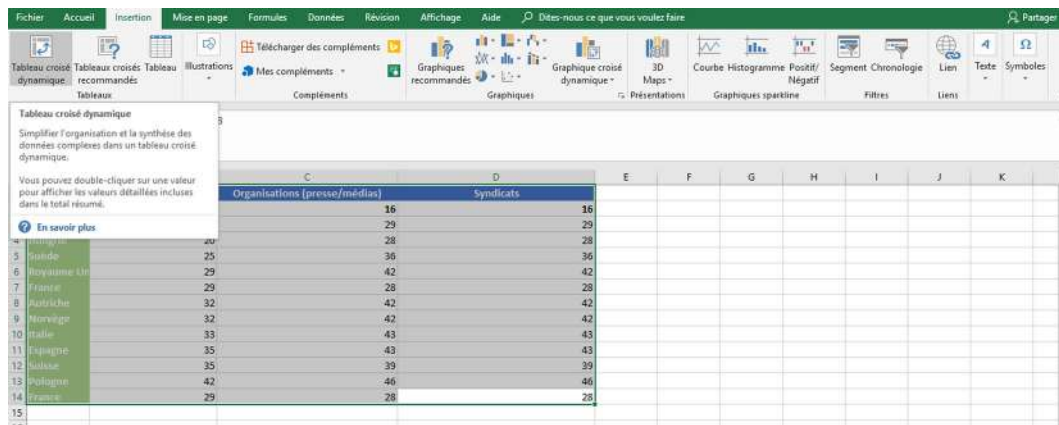 Fichier Accueil Insertion Mise en page Formules Données Révision Affichage Aide Dites-nous ce que vous voulez faire Partager
Tableau croisé dynamique
Tableaux croisés recommandés
Tableau
Illustrations
Télécharger des compléments
Mes compléments
Graphiques recommandés
Graphique croisé dynamique
3D Maps
Courbe Histogramme Positif/ Négatif
Segment Chronologie
Lien
Texte
Symboles
Tableaux Compléments Graphiques Présentations Graphiques sparkline Filtres Liens
Tableau croisé dynamique
Simplifier l'organisation et la synthèse des
données complexes dans un tableau croisé
dynamique.
Vous pouvez double-cliquer sur une valeur
pour afficher les valeurs détaillées incluses
dans le total résumé.
En savoir plus
C D E F G H I J K
Organisations (presse/médias) Syndicats
16 16
29 29
4 20 28 28
5 Suède 25 36 36
6 Royaume Un 29 42 42
7 France 29 28 28
8 Autriche 32 42 42
9 Norvège 32 42 42
10 Italie 33 43 43
11 Espagne 35 43 43
12 Suisse 35 39 39
13 Pologne 42 46 46
14 France 29 28 28
15